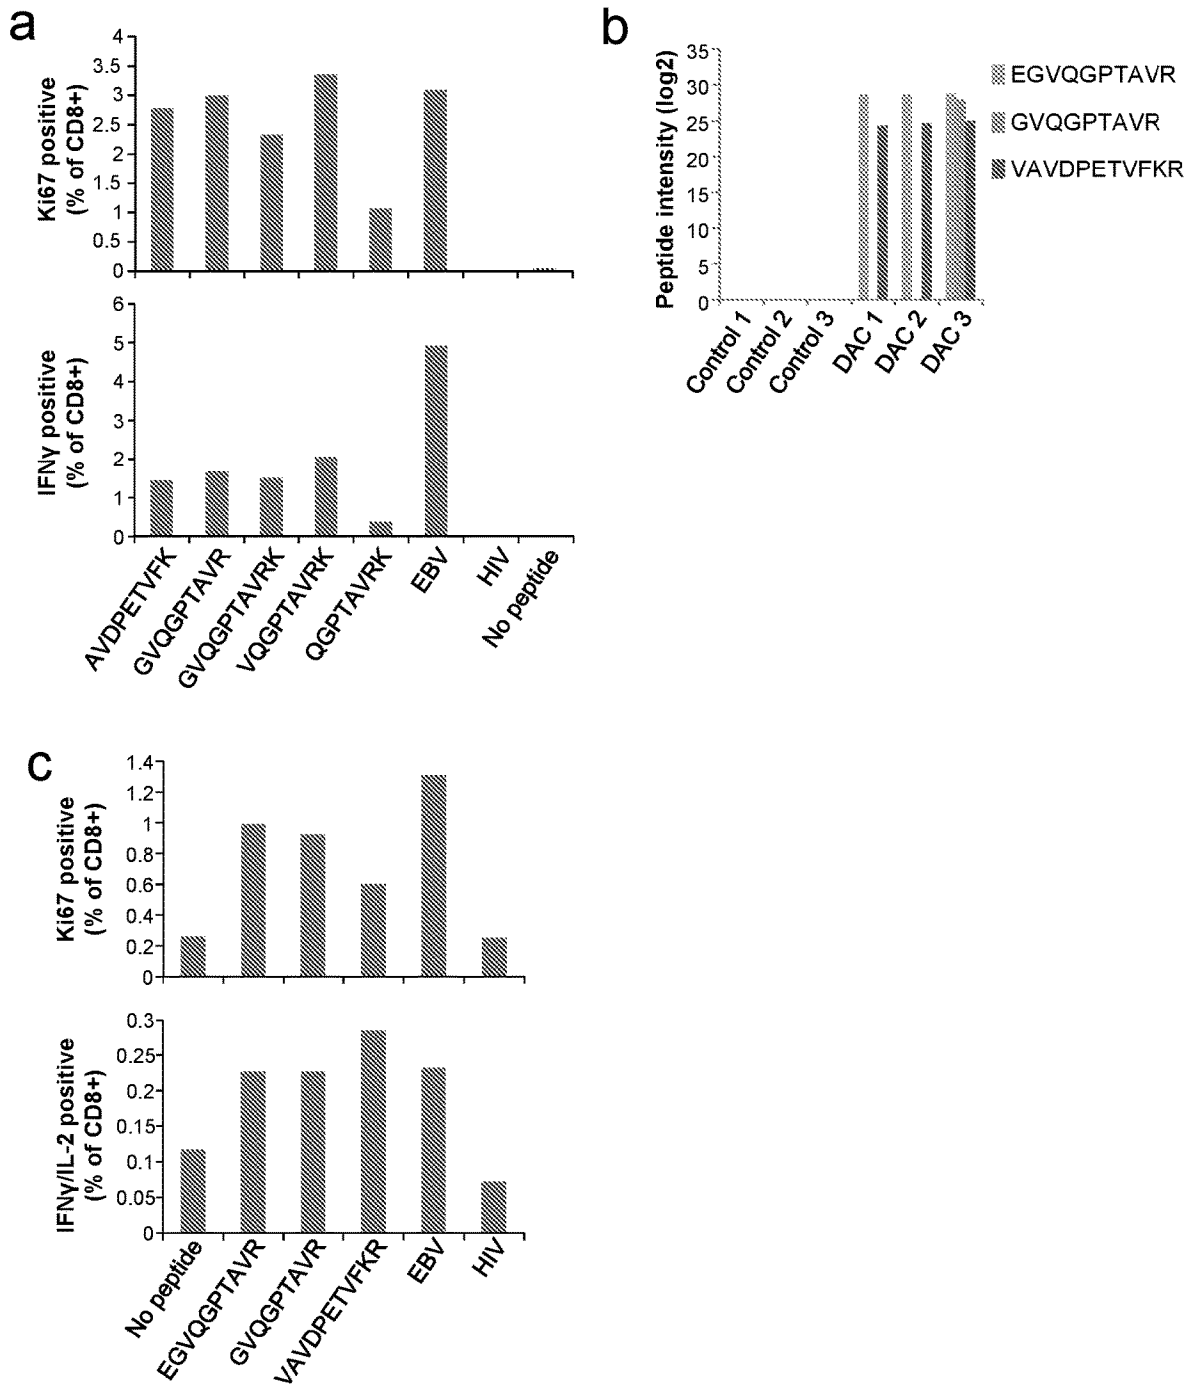 a
Ki67 positive
(% of CD8+)
4
3.5
3
2.5
2
1.5
1
0.5
0
IFNγ positive
(% of CD8+)
6
5
4
3
2
1
0
AVDPETVFK
GVQGPTAVR
GVQGPTAVRK
VQGPTAVRK
QGPTAVRK
EBV
HIV
No peptide
b
Peptide intensity (log2)
35
30
25
20
15
10
5
0
Control 1
Control 2
Control 3
DAC 1
DAC 2
DAC 3
EGVQGPTAVR
GVQGPTAVR
VAVDPETVFKR
c
Ki67 positive
(% of CD8+)
1.4
1.2
1
0.8
0.6
0.4
0.2
0
IFNγ/IL-2 positive
(% of CD8+)
0.3
0.25
0.2
0.15
0.1
0.05
0
No peptide
EGVQGPTAVR
GVQGPTAVR
VAVDPETVFKR
EBV
HIV